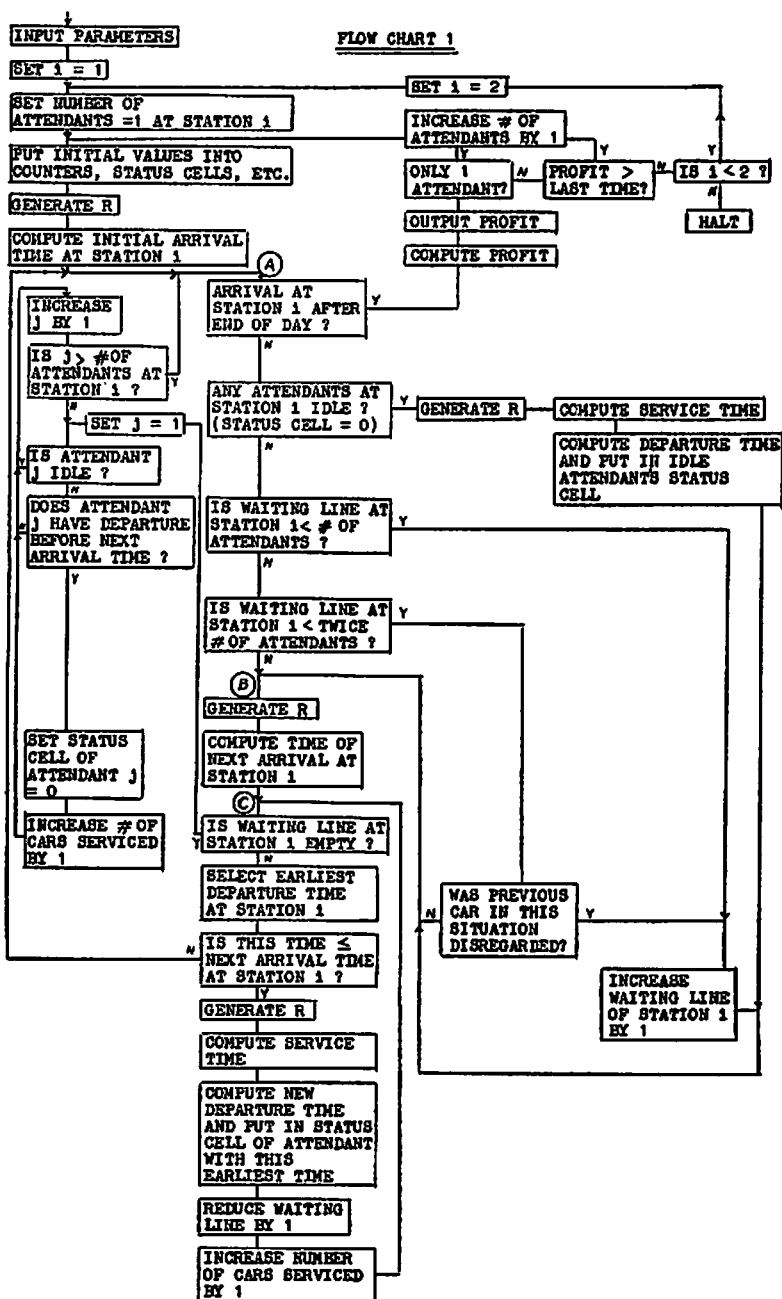 FLOW CHART 1
INPUT PARAMETERS
SET i = 1
SET NUMBER OF
ATTENDANTS =1 AT STATION i
PUT INITIAL VALUES INTO
COUNTERS, STATUS CELLS, ETC.
GENERATE R
COMPUTE INITIAL ARRIVAL
TIME AT STATION i
SET i = 2
INCREASE # OF
ATTENDANTS BY 1
Y
Y
Y
ONLY 1
ATTENDANT?
N
PROFIT >
LAST TIME?
N
IS i < 2 ?
N
HALT
OUTPUT PROFIT
COMPUTE PROFIT
A
ARRIVAL AT
STATION i AFTER
END OF DAY ?
Y
N
INCREASE
j BY 1
IS j > # OF
ATTENDANTS AT
STATION i ?
Y
N
SET j = 1
IS ATTENDANT
j IDLE ?
Y
N
DOES ATTENDANT
j HAVE DEPARTURE
BEFORE NEXT
ARRIVAL TIME ?
N
Y
SET STATUS
CELL OF
ATTENDANT j
= 0
INCREASE # OF
CARS SERVICED
BY 1
ANY ATTENDANTS AT
STATION i IDLE ?
(STATUS CELL = 0)
Y
N
GENERATE R
COMPUTE SERVICE TIME
COMPUTE DEPARTURE TIME
AND PUT IN IDLE
ATTENDANTS STATUS
CELL
IS WAITING LINE AT
STATION i < # OF
ATTENDANTS ?
Y
N
IS WAITING LINE AT
STATION i < TWICE
# OF ATTENDANTS ?
Y
N
B
GENERATE R
COMPUTE TIME OF
NEXT ARRIVAL AT
STATION i
C
IS WAITING LINE AT
STATION i EMPTY ?
Y
N
SELECT EARLIEST
DEPARTURE TIME
AT STATION i
IS THIS TIME ≤
NEXT ARRIVAL TIME
AT STATION i ?
N
Y
GENERATE R
COMPUTE SERVICE
TIME
COMPUTE NEW
DEPARTURE TIME
AND PUT IN STATUS
CELL OF ATTENDANT
WITH THIS
EARLIEST TIME
REDUCE WAITING
LINE BY 1
INCREASE NUMBER
OF CARS SERVICED
BY 1
WAS PREVIOUS
CAR IN THIS
SITUATION
DISREGARDED?
N
Y
INCREASE
WAITING LINE
OF STATION i
BY 1